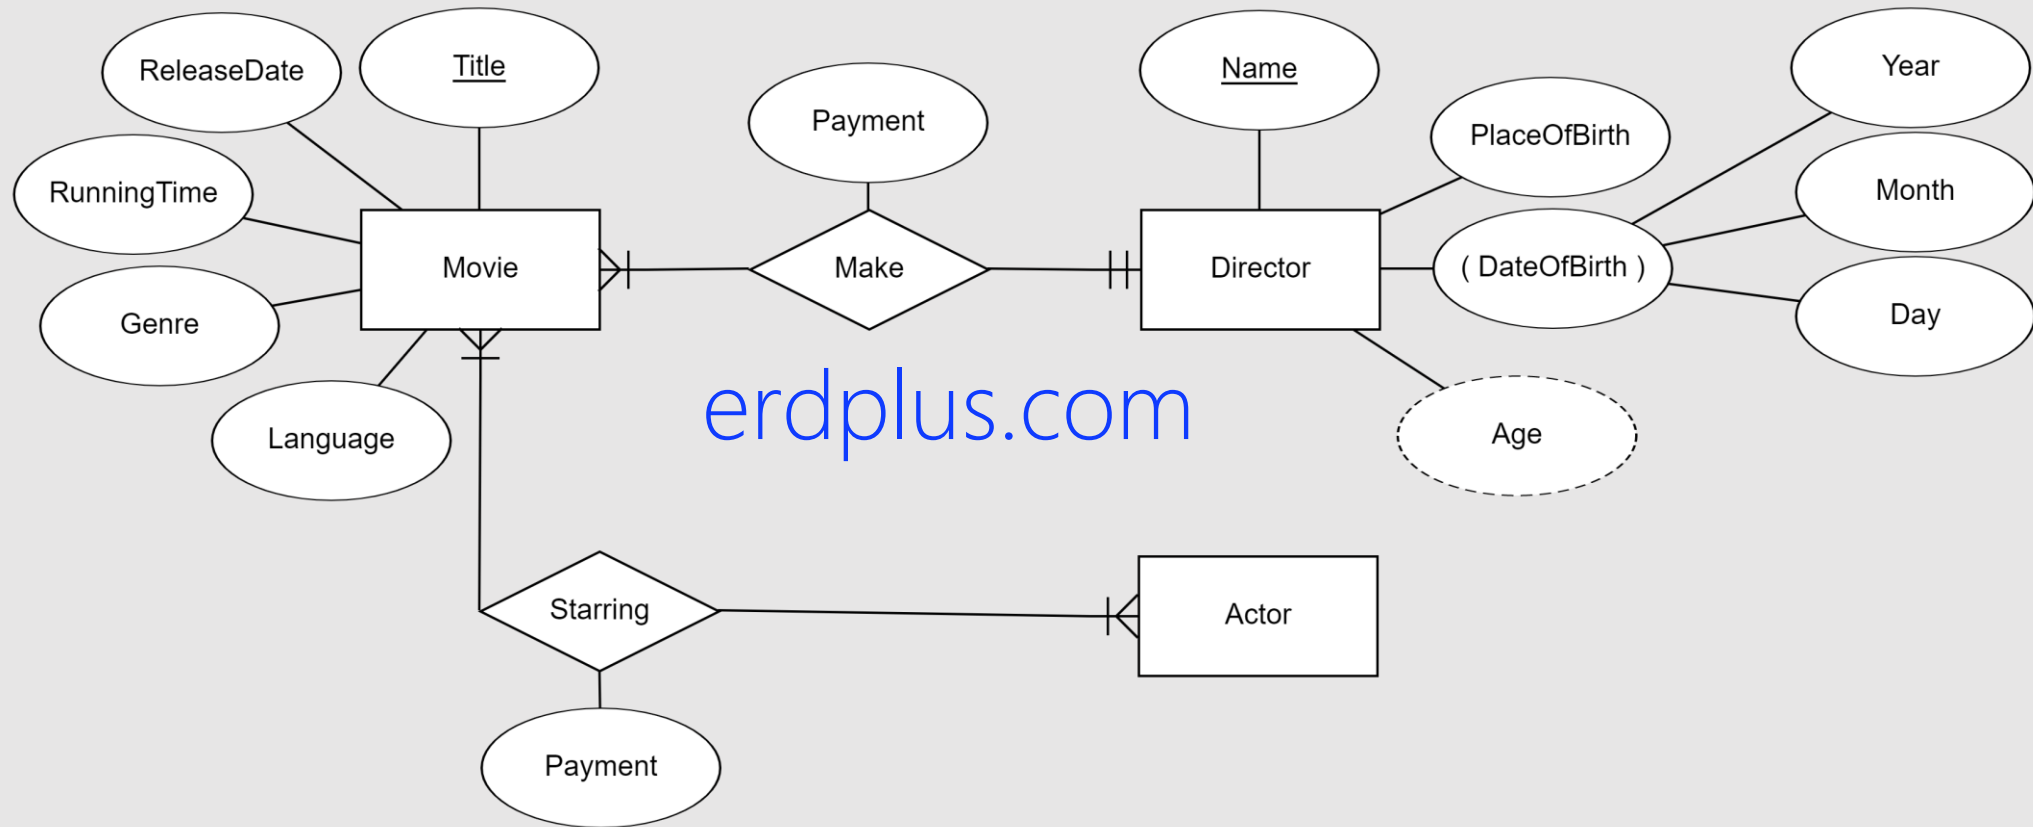 ReleaseDate
Title
Name
Year
Payment
PlaceOfBirth
RunningTime
Month
Movie
Make
Director
( DateOfBirth )
Genre
Day
erdplus.com
Language
Age
Starring
Actor
Payment